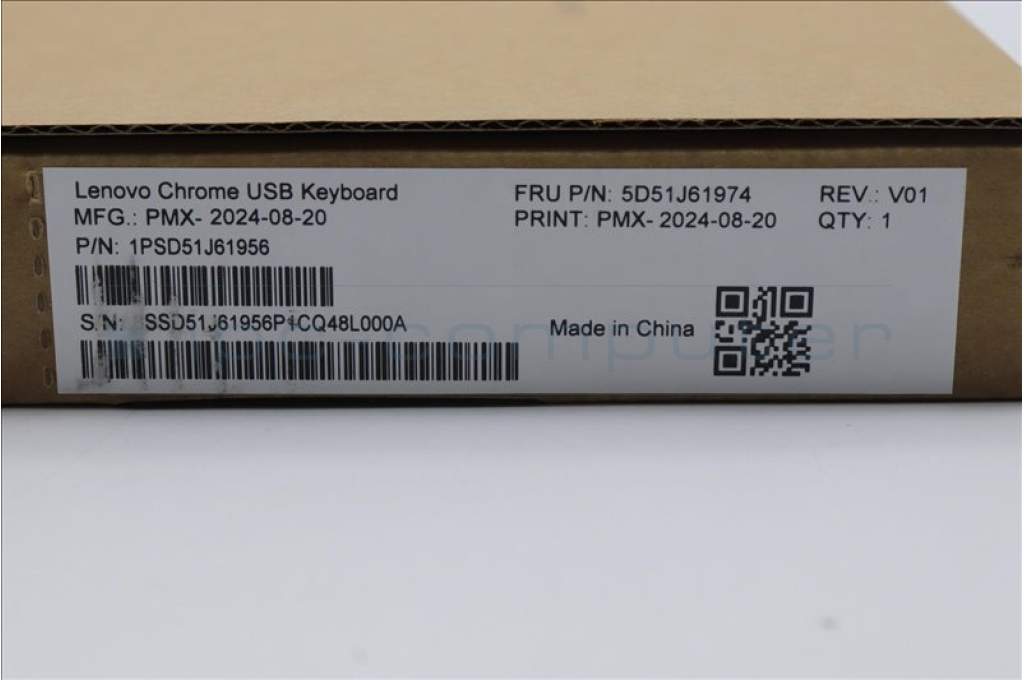 Lenovo Chrome USB Keyboard FRU P/N: 5D51J61974 REV.: V01
MFG.: PMX- 2024-08-20 PRINT: PMX- 2024-08-20 QTY: 1
P/N: 1PSD51J61956
S/N: SSD51J61956P1CQ48L000A
Made in China
computer